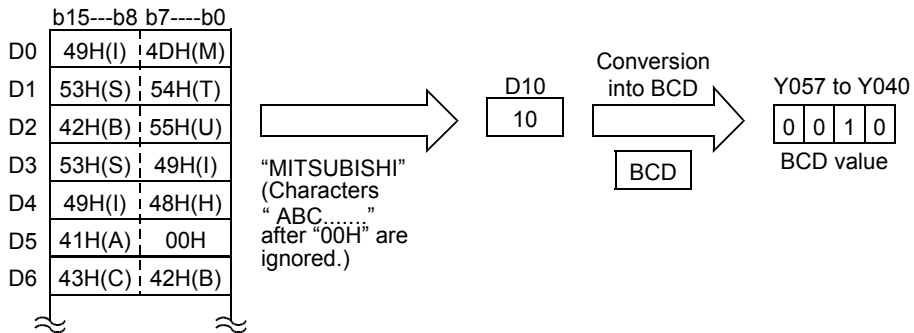 b15---b8 b7----b0
D0 49H(I) 4DH(M)
D1 53H(S) 54H(T)
D2 42H(B) 55H(U)
D3 53H(S) 49H(I)
D4 49H(I) 48H(H)
D5 41H(A) 00H
D6 43H(C) 42H(B)
“MITSUBISHI”
(Characters
“ ABC.......”
after “00H” are
ignored.)
D10
10
Conversion
into BCD
BCD
Y057 to Y040
0 0 1 0
BCD value